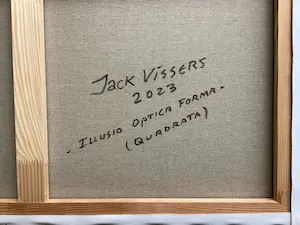 Jack Vissers
2023
- Illusio Optica Forma -
(Quadrata)